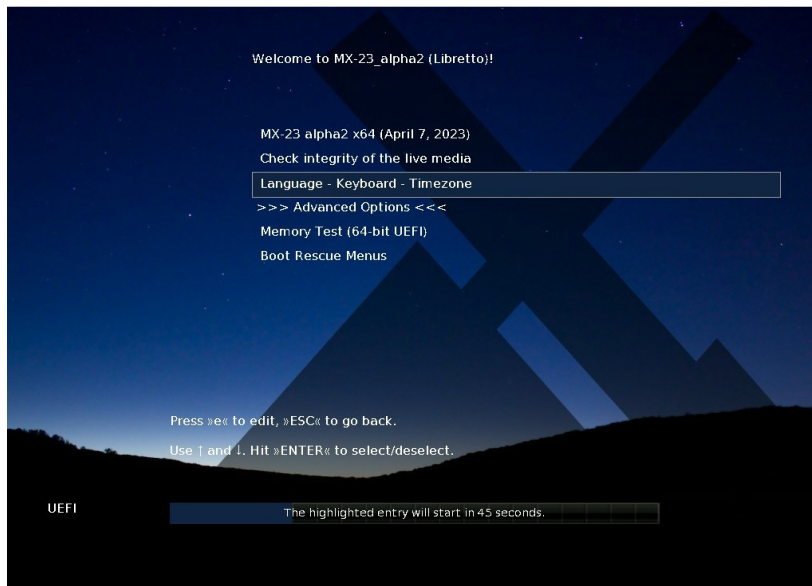 Welcome to MX-23_alpha2 (Libretto)!
MX-23 alpha2 x64 (April 7, 2023)
Check integrity of the live media
Language - Keyboard - Timezone
>>> Advanced Options <<<
Memory Test (64-bit UEFI)
Boot Rescue Menus
Press »e« to edit, »ESC« to go back.
Use ↑ and ↓. Hit »ENTER« to select/deselect.
UEFI
The highlighted entry will start in 45 seconds.